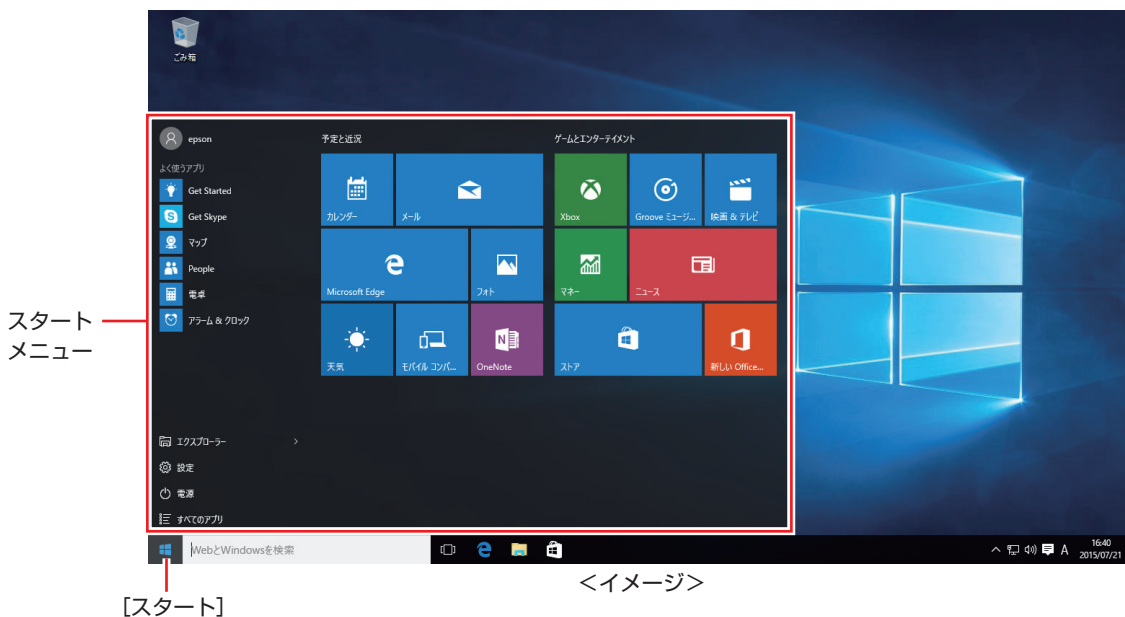 ごみ箱
epson
よく使うアプリ
Get Started
Get Skype
マップ
People
電卓
アラーム & クロック
エクスプローラー
設定
電源
すべてのアプリ
予定と近況
カレンダー
メール
Microsoft Edge
フォト
天気
モバイル コンパ...
OneNote
ゲームとエンターテイメント
Xbox
Groove ミュージ...
映画 & テレビ
マネー
ニュース
ストア
新しい Office...
スタート
メニュー
WebとWindowsを検索
A
16:40
2015/07/21
[スタート]
＜イメージ＞